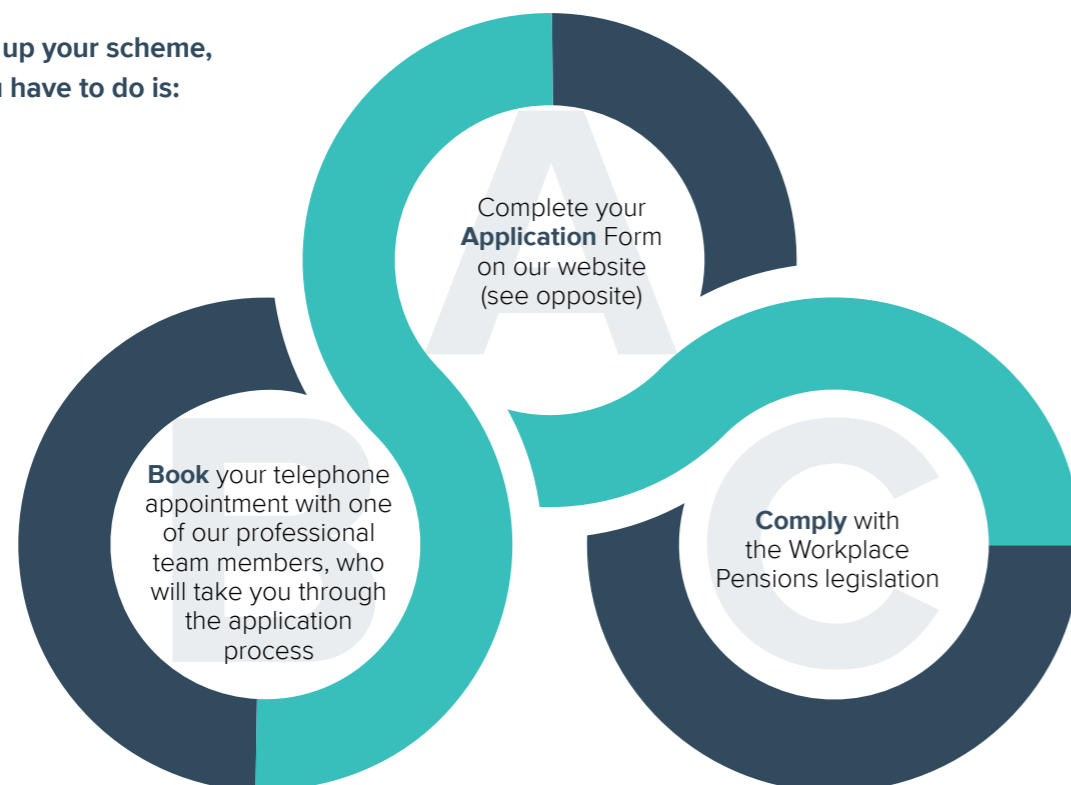 up your scheme,
have to do is:
A
Complete your
Application Form
on our website
(see opposite)
B
Book your telephone
appointment with one
of our professional
team members, who
will take you through
the application
process
C
Comply with
the Workplace
Pensions legislation